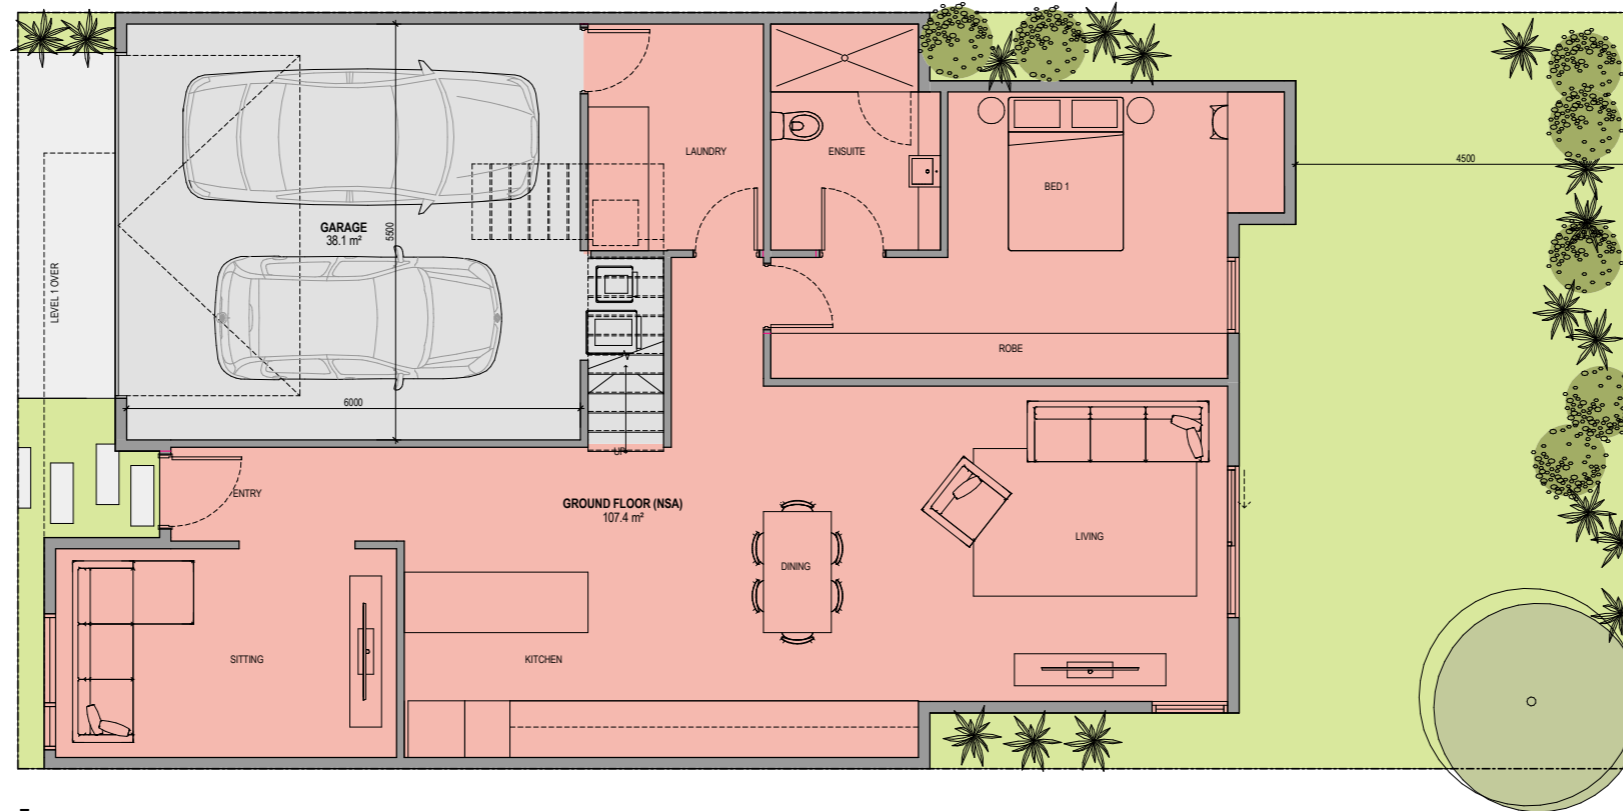 LAUNDRY
ENSUITE
BED 1
4500
GARAGE
38.1 m²
5500
LEVEL 1 OVER
ROBE
6000
UP
ENTRY
GROUND FLOOR (NSA)
107.4 m²
LIVING
DINING
SITTING
KITCHEN